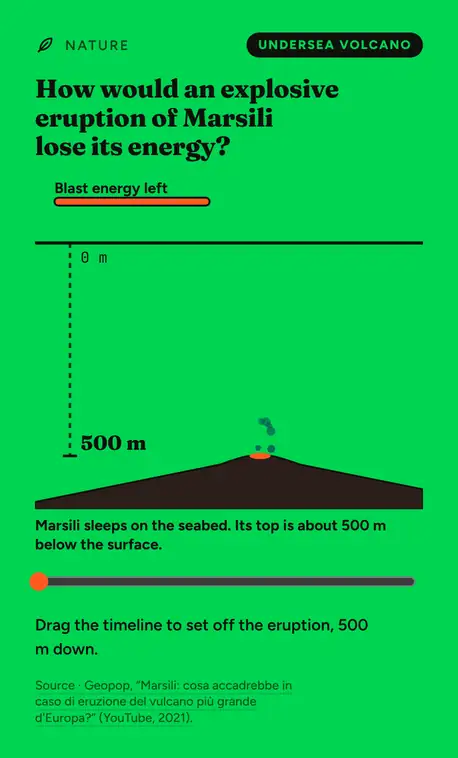 NATURE
UNDERSEA VOLCANO
How would an explosive
eruption of Marsili
lose its energy?
Blast energy left
0 m
500 m
Marsili sleeps on the seabed. Its top is about 500 m
below the surface.
Drag the timeline to set off the eruption, 500
m down.
Source · Geopop, “Marsili: cosa accadrebbe in
caso di eruzione del vulcano più grande
d'Europa?” (YouTube, 2021).